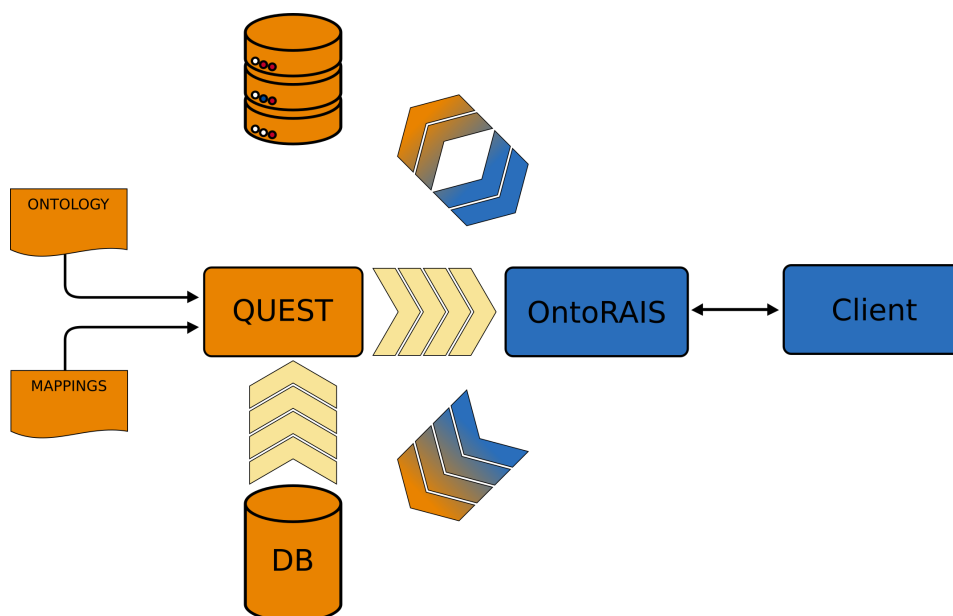 ONTOLOGY
QUEST
OntoRAIS
Client
MAPPINGS
DB